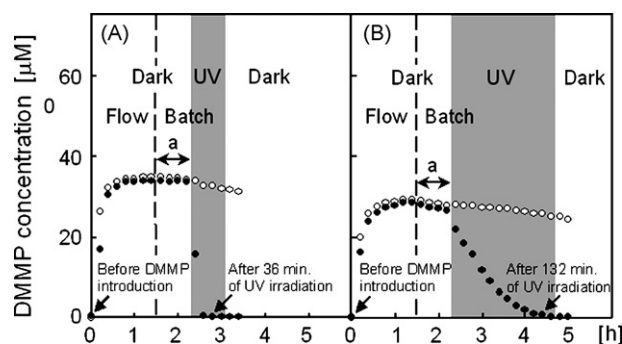 (A)
(B)
DMMP concentration [μM]
60
0
40
20
0
Dark
UV
Dark
Flow
Batch
a
Before DMMP
introduction
After 36 min.
of UV irradiation
Dark
UV
Dark
Flow
Batch
a
Before DMMP
introduction
After 132 min.
of UV irradiation
0 1 2 3 4 5 0 1 2 3 4 5 [h]